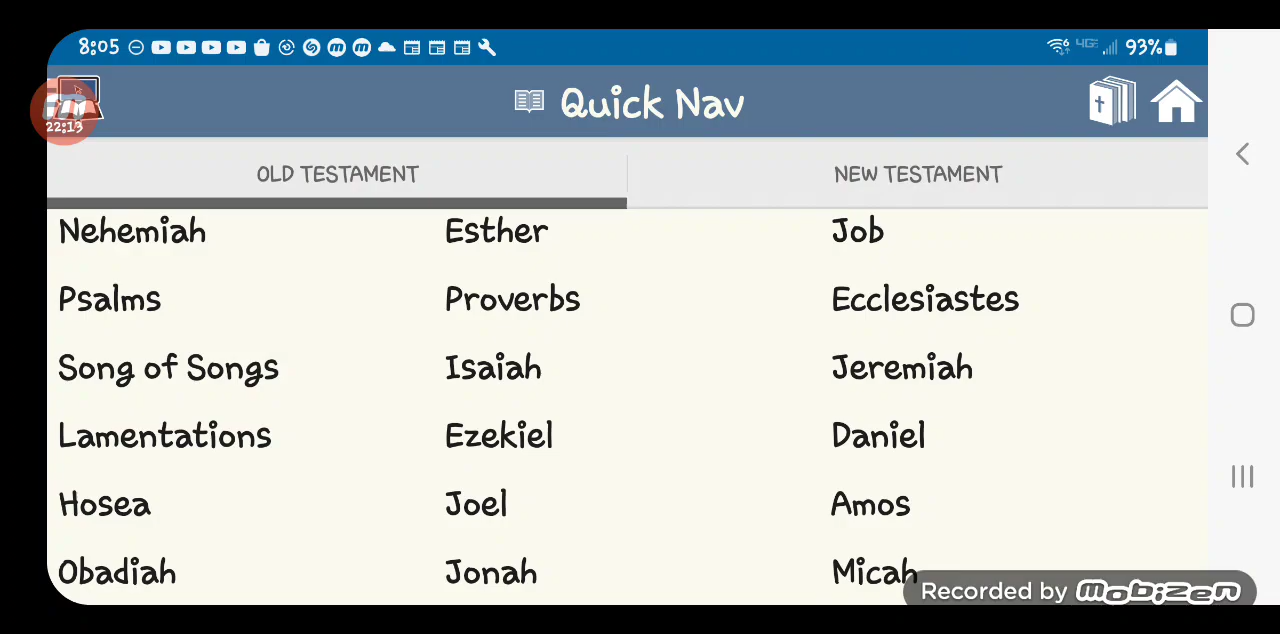 8:05 4GE 93%
Quick Nav
22:13
OLD TESTAMENT NEW TESTAMENT
Nehemiah Esther Job
Psalms Proverbs Ecclesiastes
Song of Songs Isaiah Jeremiah
Lamentations Ezekiel Daniel
Hosea Joel Amos
Obadiah Jonah Micah
Recorded by mobizen